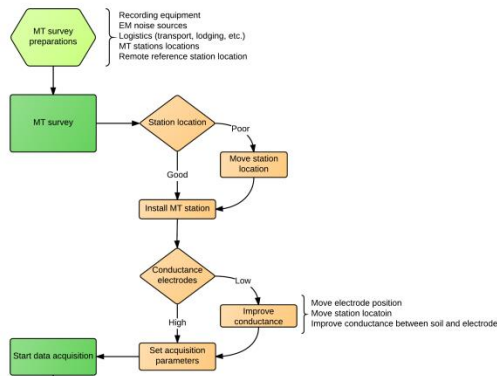 MT survey
preparations
Recording equipment
EM noise sources
Logistics (transport, lodging, etc.)
MT stations locations
Remote reference station location
MT survey
Station location
Poor
Move station
location
Good
Install MT station
Conductance
electrodes
Low
Improve
conductance
Move electrode position
Move station locatoin
Improve conductance between soil and electrode
High
Set acquisition
parameters
Start data acquisition